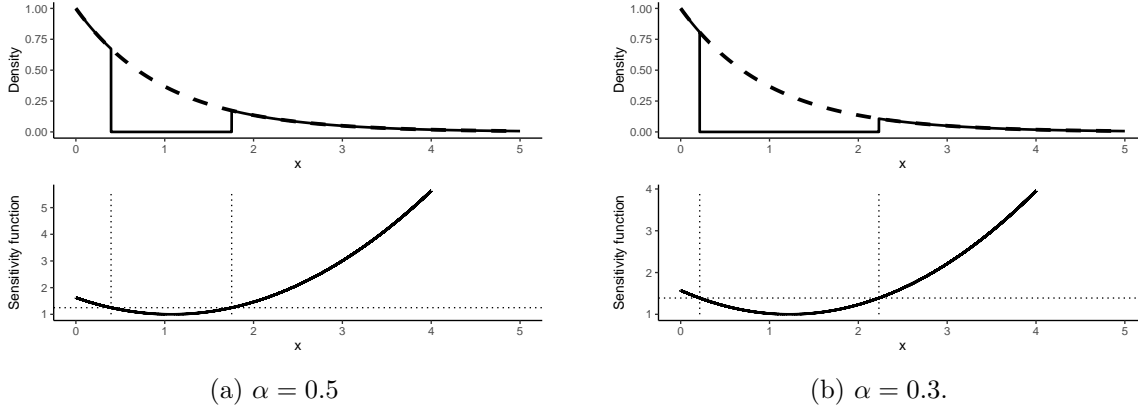 1.00
0.75
0.50
0.25
0.00
Density
0 1 2 3 4 5
x
5
4
3
2
1
Sensitivity function
0 1 2 3 4 5
x
(a) α = 0.5
1.00
0.75
0.50
0.25
0.00
Density
0 1 2 3 4 5
x
4
3
2
1
Sensitivity function
0 1 2 3 4 5
x
(b) α = 0.3.